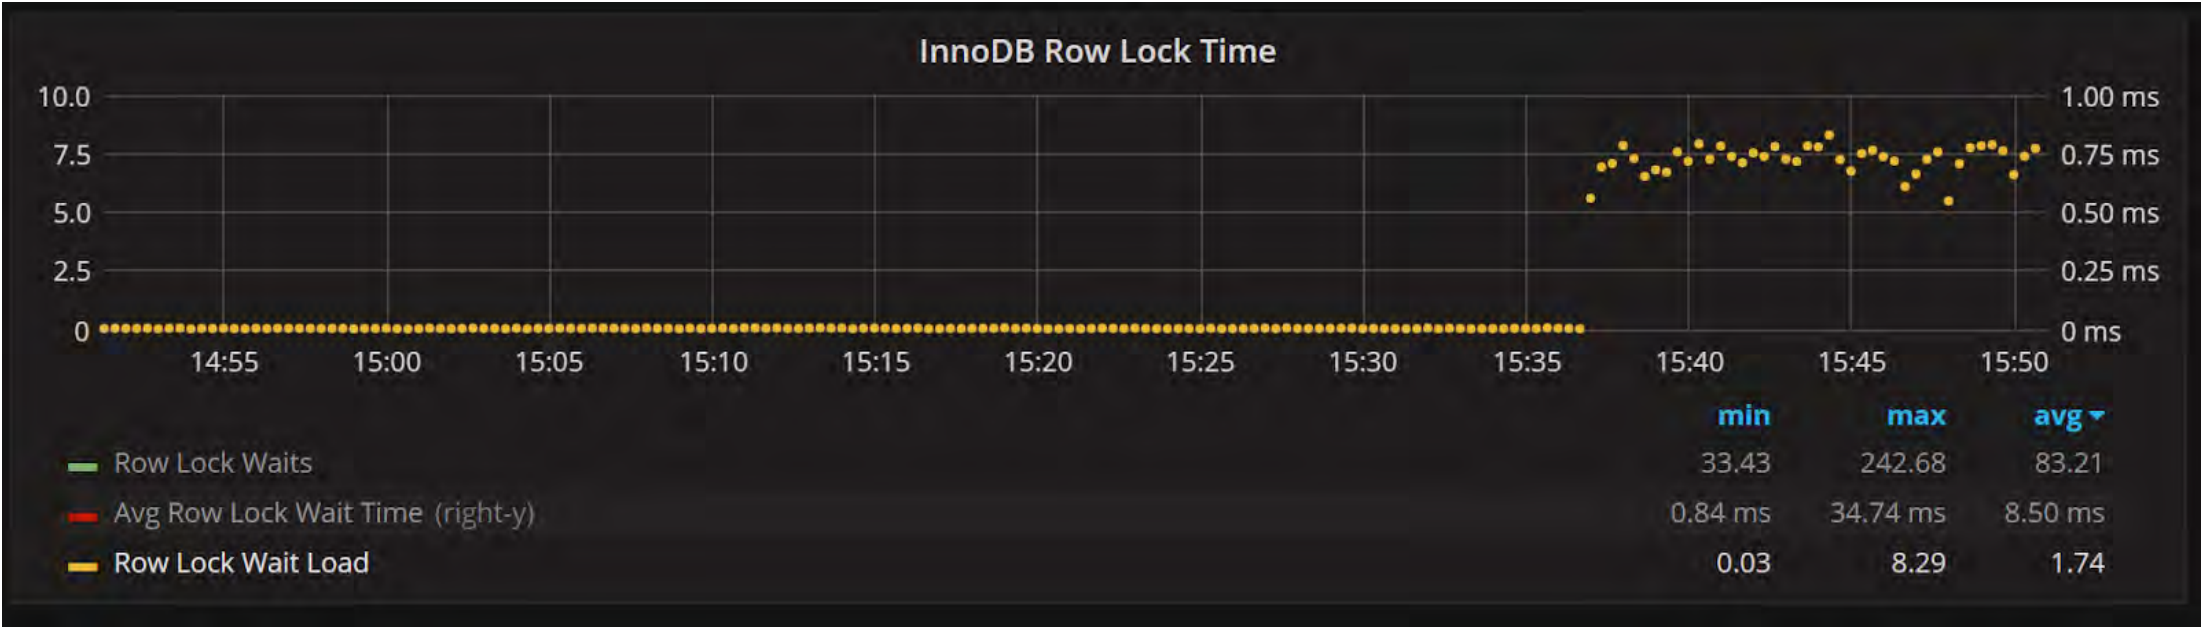 InnoDB Row Lock Time
10.0 1.00 ms
7.5 0.75 ms
5.0 0.50 ms
2.5 0.25 ms
0 0 ms
14:55 15:00 15:05 15:10 15:15 15:20 15:25 15:30 15:35 15:40 15:45 15:50
min max avg
Row Lock Waits 33.43 242.68 83.21
Avg Row Lock Wait Time (right-y) 0.84 ms 34.74 ms 8.50 ms
Row Lock Wait Load 0.03 8.29 1.74